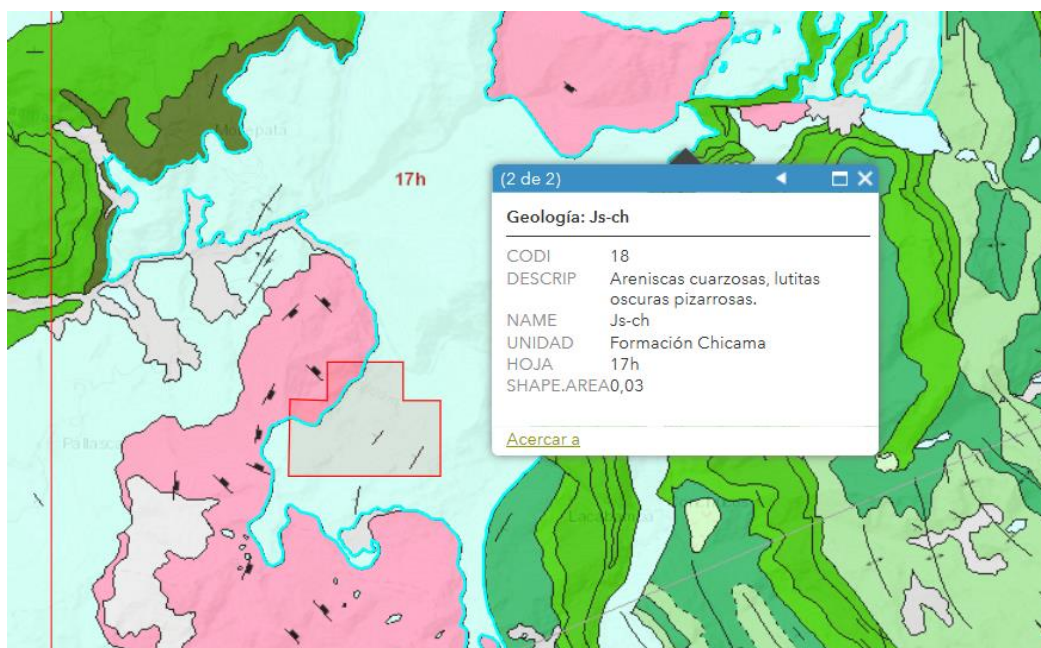 Mollepata
17h
(2 de 2)
Geología: Js-ch
CODI 18
DESCRIP Areniscas cuarzosas, lutitas
oscuras pizarrosas.
NAME Js-ch
UNIDAD Formación Chicama
HOJA 17h
SHAPE.AREA0,03
Acercar a
Pallasca